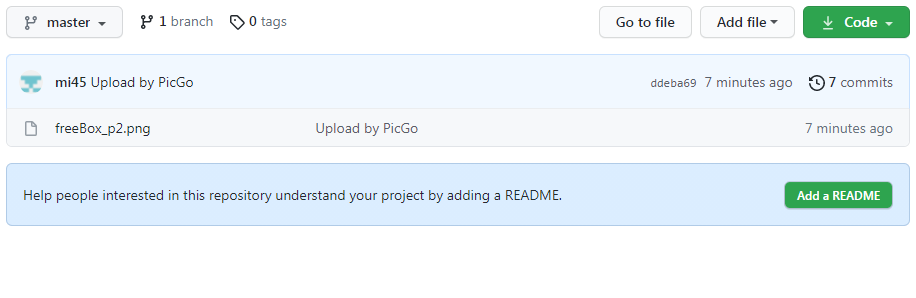 master 1 branch 0 tags Go to file Add file Code
mi45 Upload by PicGo ddeba69 7 minutes ago 7 commits
freeBox_p2.png Upload by PicGo 7 minutes ago
Help people interested in this repository understand your project by adding a README. Add a README